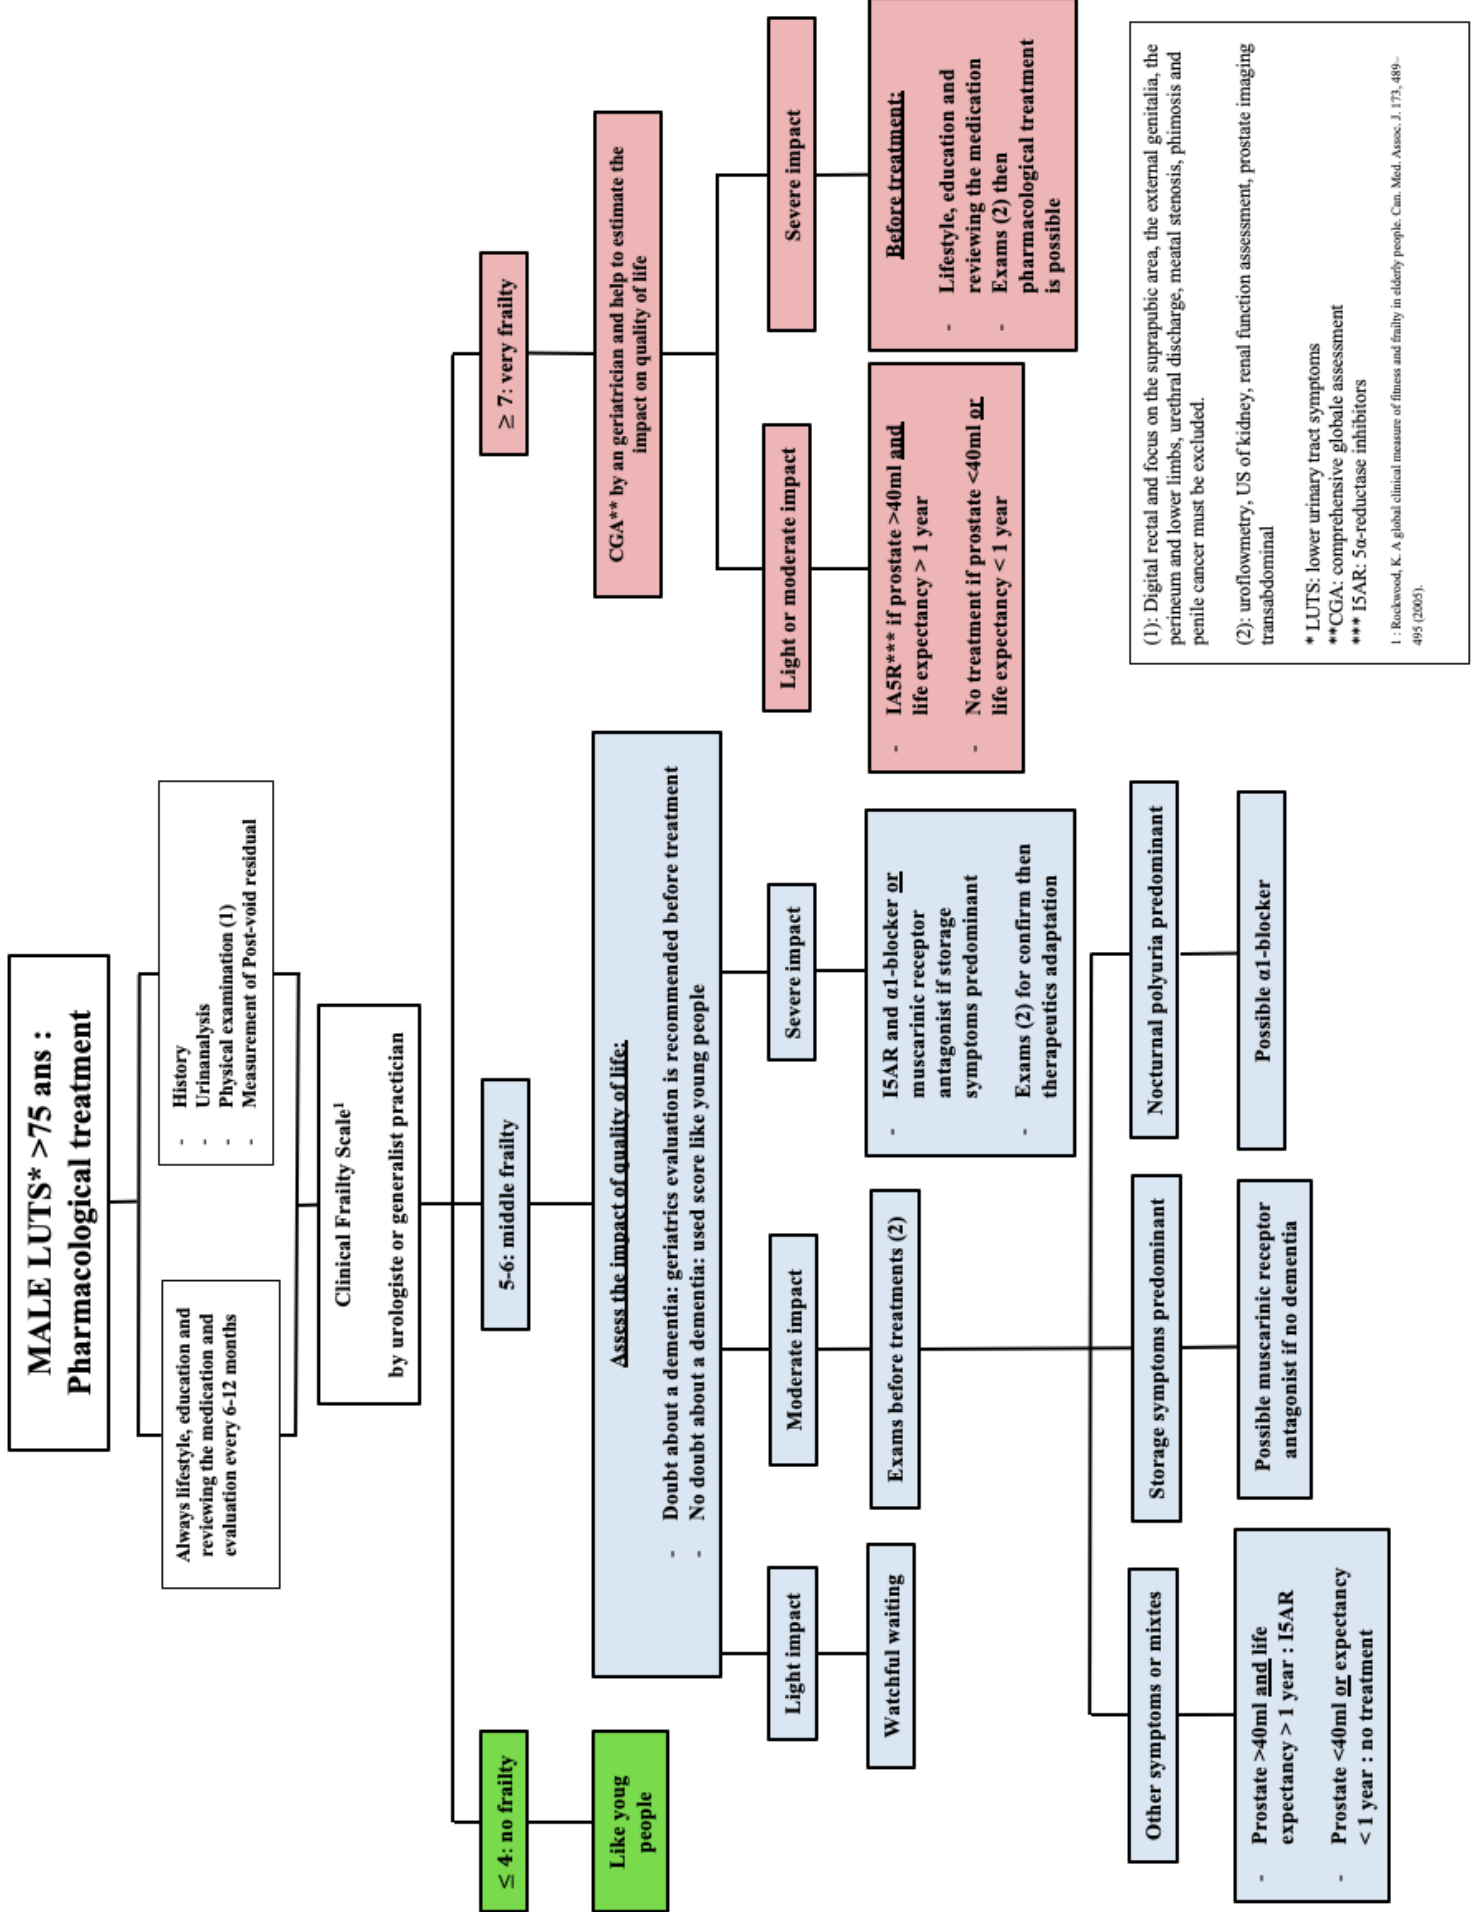 MALE LUTS* >75 ans :
Pharmacological treatment
Always lifestyle, education and
reviewing the medication and
evaluation every 6-12 months
- History
- Urinanalysis
- Physical examination (1)
- Measurement of Post-void residual
Clinical Frailty Scale¹
by urologiste or generalist practician
≤ 4: no frailty
5-6: middle frailty
≥ 7: very frailty
Like youg
people
Assess the impact of quality of life:
- Doubt about a dementia: geriatrics evaluation is recommended before treatment
- No doubt about a dementia: used score like young people
CGA** by an geriatrician and help to estimate the
impact on quality of life
Light impact
Moderate impact
Severe impact
Light or moderate impact
Severe impact
Watchful waiting
Exams before treatments (2)
- I5AR and α1-blocker or
muscarinic receptor
antagonist if storage
symptoms predominant
- Exams (2) for confirm then
therapeutics adaptation
- IA5R*** if prostate >40ml and
life expectancy > 1 year
- No treatment if prostate <40ml or
life expectancy < 1 year
Before treatment:
- Lifestyle, education and
reviewing the medication
- Exams (2) then
pharmacological treatment
is possible
Other symptoms or mixtes
Storage symptoms predominant
Nocturnal polyuria predominant
- Prostate >40ml and life
expectancy > 1 year : I5AR
- Prostate <40ml or expectancy
< 1 year : no treatment
Possible muscarinic receptor
antagonist if no dementia
Possible α1-blocker
(1): Digital rectal and focus on the suprapubic area, the external genitalia, the
perineum and lower limbs, urethral discharge, meatal stenosis, phimosis and
penile cancer must be excluded.
(2): uroflowmetry, US of kidney, renal function assessment, prostate imaging
transabdominal
* LUTS: lower urinary tract symptoms
**CGA: comprehensive globale assessment
*** I5AR: 5α-reductase inhibitors
1 : Rockwood, K. A global clinical measure of fitness and frailty in elderly people. Can. Med. Assoc. J. 173, 489–
495 (2005).